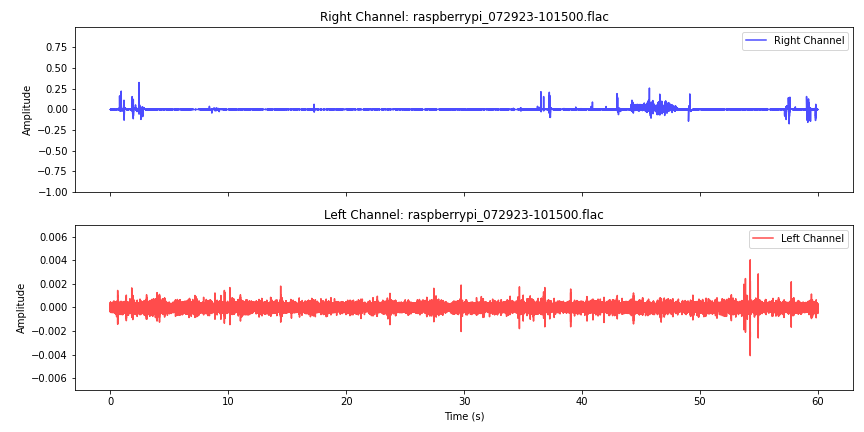 Right Channel: raspberrypi_072923-101500.flac
Right Channel
Amplitude
0.75
0.50
0.25
0.00
−0.25
−0.50
−0.75
−1.00
Left Channel: raspberrypi_072923-101500.flac
Left Channel
Amplitude
0.006
0.004
0.002
0.000
−0.002
−0.004
−0.006
0 10 20 30 40 50 60
Time (s)